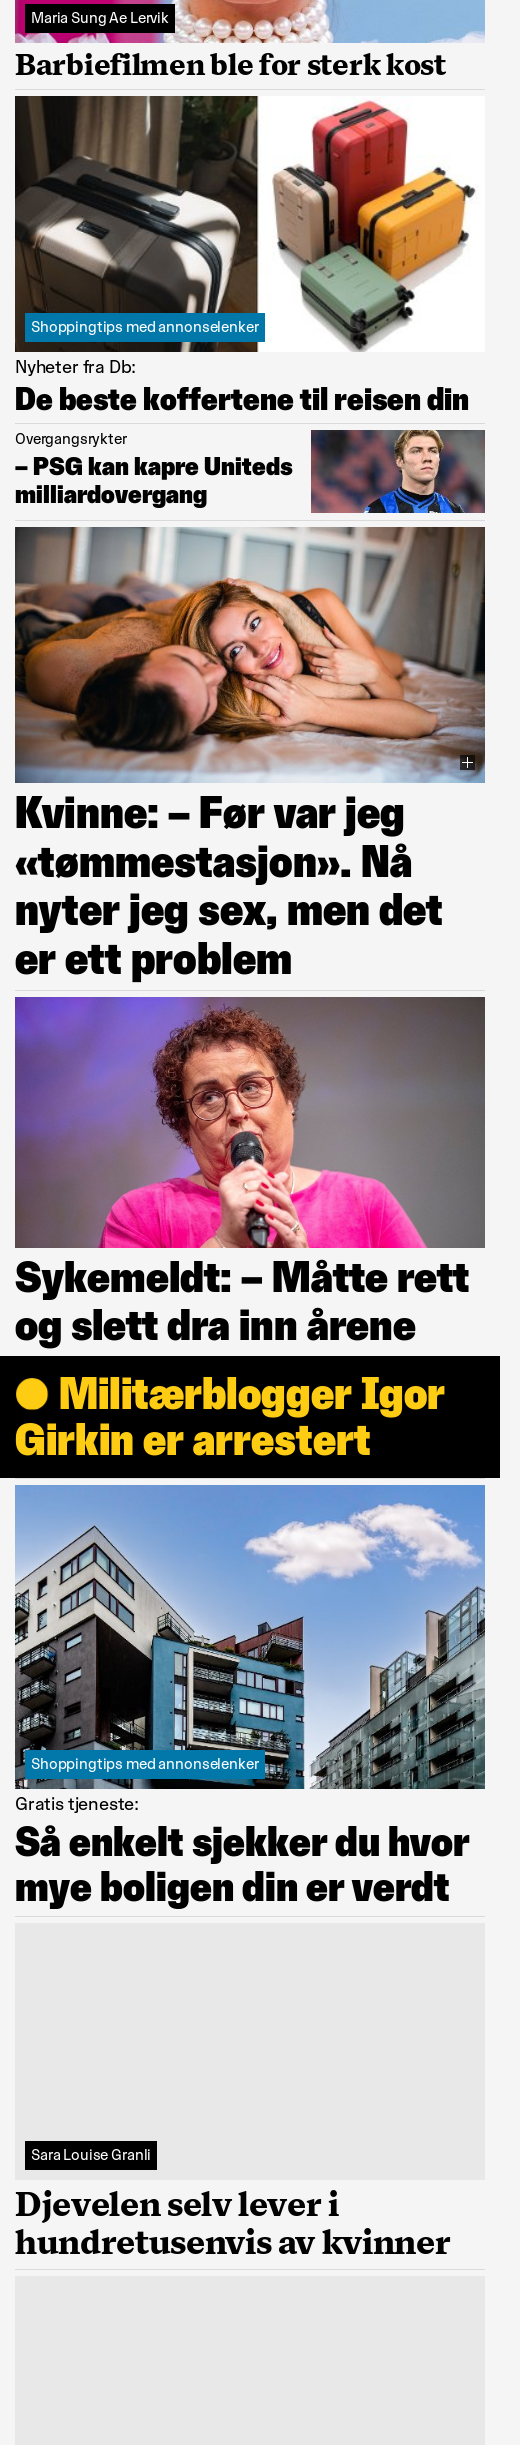 Maria Sung Ae Lervik
Barbiefilmen ble for sterk kost
Shoppingtips med annonselenker
Nyheter fra Db:
De beste koffertene til reisen din
Overgangsrykter
– PSG kan kapre Uniteds
milliardovergang
Kvinne: – Før var jeg
«tømmestasjon». Nå
nyter jeg sex, men det
er ett problem
Sykemeldt: – Måtte rett
og slett dra inn årene
Militærblogger Igor
Girkin er arrestert
Shoppingtips med annonselenker
Gratis tjeneste:
Så enkelt sjekker du hvor
mye boligen din er verdt
Sara Louise Granli
Djevelen selv lever i
hundretusenvis av kvinner